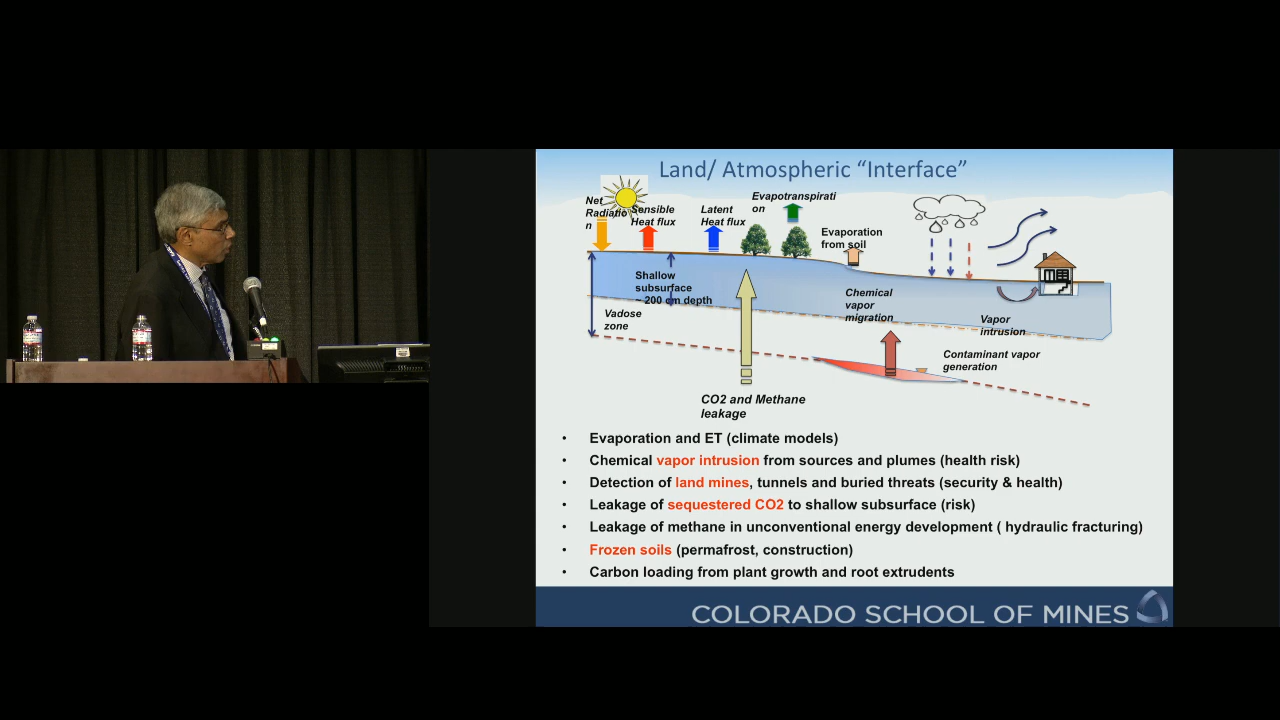 Land/ Atmospheric “Interface”
Net
Radiatio
n
Sensible
Heat flux
Latent
Heat flux
Evapotranspirati
on
Evaporation
from soil
Shallow
subsurface
~ 200 cm depth
Vadose
zone
Chemical
vapor
migration
Vapor
intrusion
Contaminant vapor
generation
CO2 and Methane
leakage
• Evaporation and ET (climate models)
• Chemical vapor intrusion from sources and plumes (health risk)
• Detection of land mines, tunnels and buried threats (security & health)
• Leakage of sequestered CO2 to shallow subsurface (risk)
• Leakage of methane in unconventional energy development ( hydraulic fracturing)
• Frozen soils (permafrost, construction)
• Carbon loading from plant growth and root extrudents
COLORADO SCHOOL OF MINES